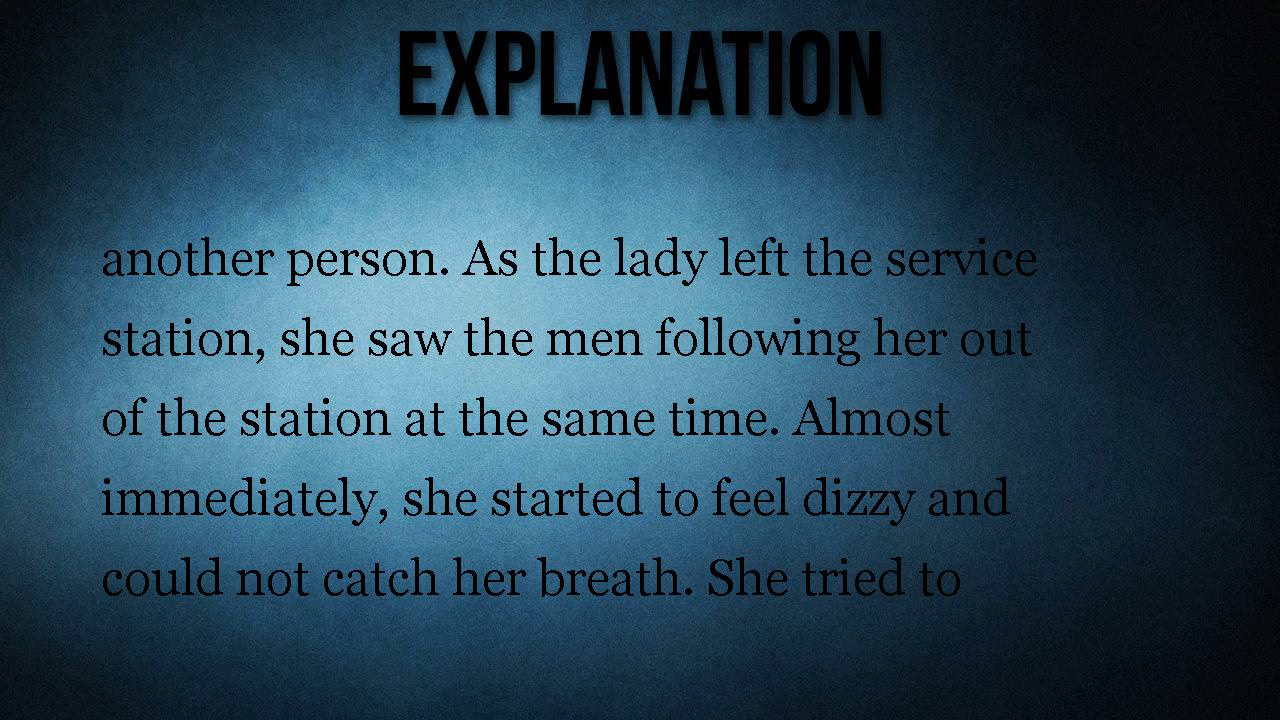 EXPLANATION
another person. As the lady left the service
station, she saw the men following her out
of the station at the same time. Almost
immediately, she started to feel dizzy and
could not catch her breath. She tried to